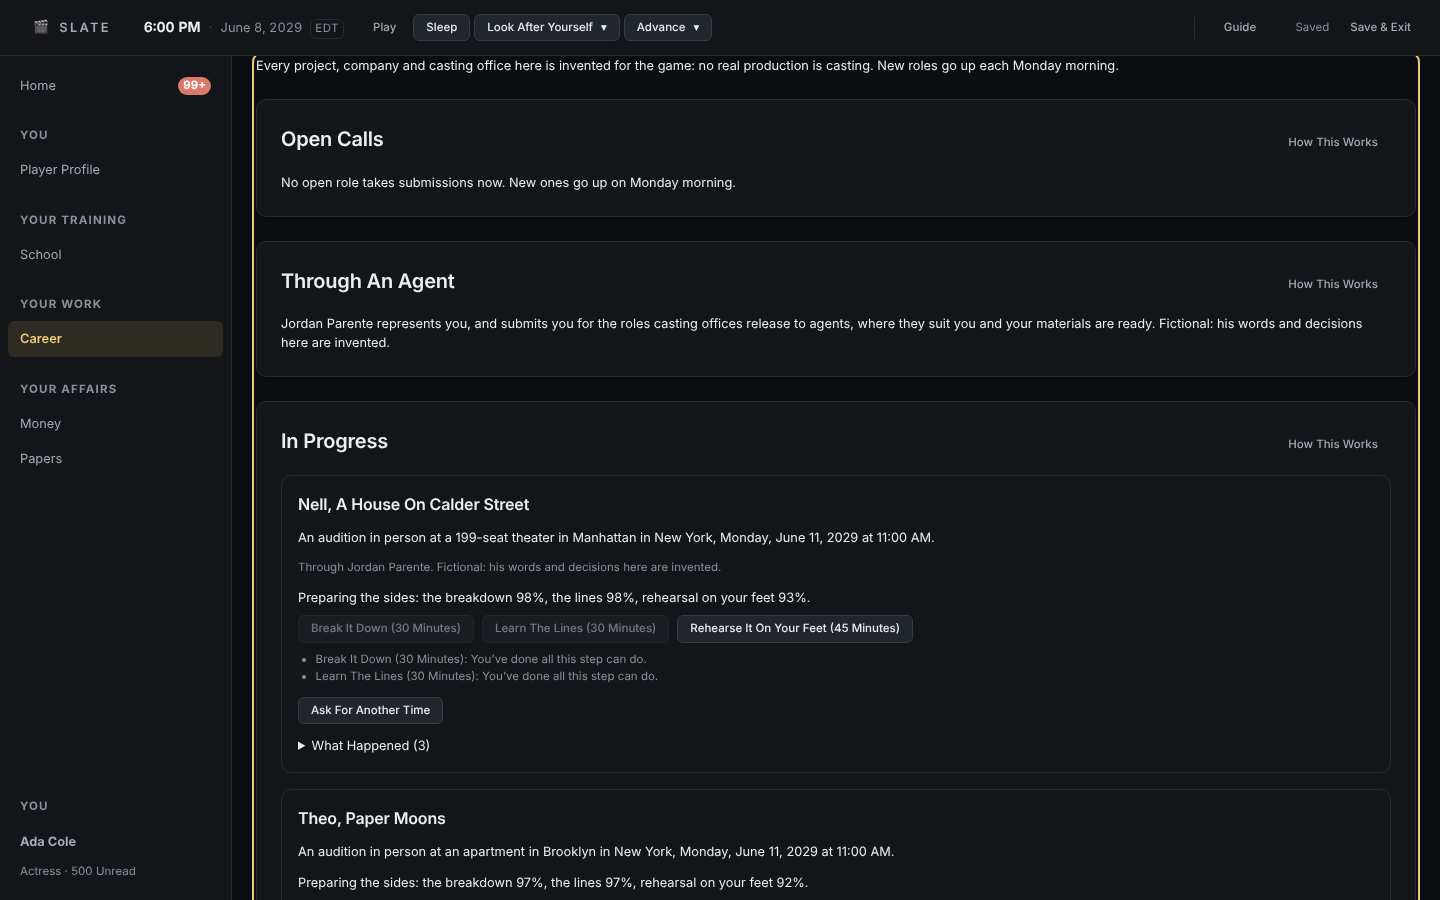 SLATE
6:00 PM · June 8, 2029 EDT
Play
Sleep
Look After Yourself ▾
Advance ▾
Guide
Saved
Save & Exit
Home
99+
YOU
Player Profile
YOUR TRAINING
School
YOUR WORK
Career
YOUR AFFAIRS
Money
Papers
YOU
Ada Cole
Actress · 500 Unread
Every project, company and casting office here is invented for the game: no real production is casting. New roles go up each Monday morning.
Open Calls
How This Works
No open role takes submissions now. New ones go up on Monday morning.
Through An Agent
How This Works
Jordan Parente represents you, and submits you for the roles casting offices release to agents, where they suit you and your materials are ready. Fictional: his words and decisions
here are invented.
In Progress
How This Works
Nell, A House On Calder Street
An audition in person at a 199-seat theater in Manhattan in New York, Monday, June 11, 2029 at 11:00 AM.
Through Jordan Parente. Fictional: his words and decisions here are invented.
Preparing the sides: the breakdown 98%, the lines 98%, rehearsal on your feet 93%.
Break It Down (30 Minutes)
Learn The Lines (30 Minutes)
Rehearse It On Your Feet (45 Minutes)
• Break It Down (30 Minutes): You've done all this step can do.
• Learn The Lines (30 Minutes): You've done all this step can do.
Ask For Another Time
▶ What Happened (3)
Theo, Paper Moons
An audition in person at an apartment in Brooklyn in New York, Monday, June 11, 2029 at 11:00 AM.
Preparing the sides: the breakdown 97%, the lines 97%, rehearsal on your feet 92%.